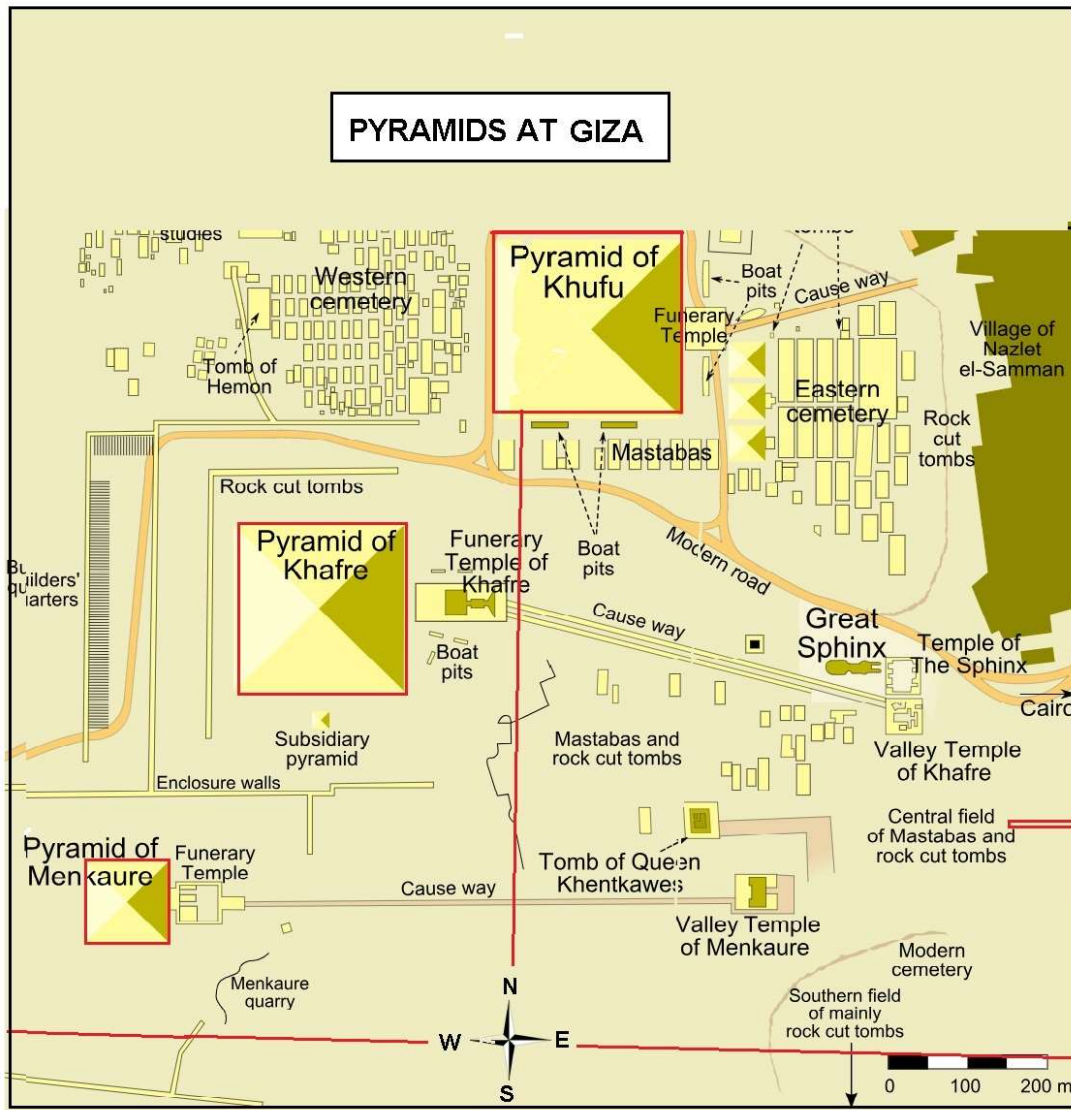 PYRAMIDS AT GIZA
studies
tombs
Western
cemetery
Pyramid of
Khufu
Boat
pits
Cause way
Funerary
Temple
Village of
Nazlet
el-Samman
Tomb of
Hemon
Eastern
cemetery
Rock
cut
tombs
Mastabas
Rock cut tombs
Pyramid of
Khafre
Funerary
Temple of
Khafre
Boat
pits
Modern road
Builders'
quarters
Cause way
Great
Sphinx
Temple of
The Sphinx
Boat
pits
Cairo
Subsidiary
pyramid
Mastabas and
rock cut tombs
Valley Temple
of Khafre
Enclosure walls
Central field
of Mastabas and
rock cut tombs
Pyramid of
Menkaure
Funerary
Temple
Tomb of Queen
Khentkawes
Cause way
Valley Temple
of Menkaure
Modern
cemetery
Menkaure
quarry
N
W
E
S
Southern field
of mainly
rock cut tombs
0 100 200 m